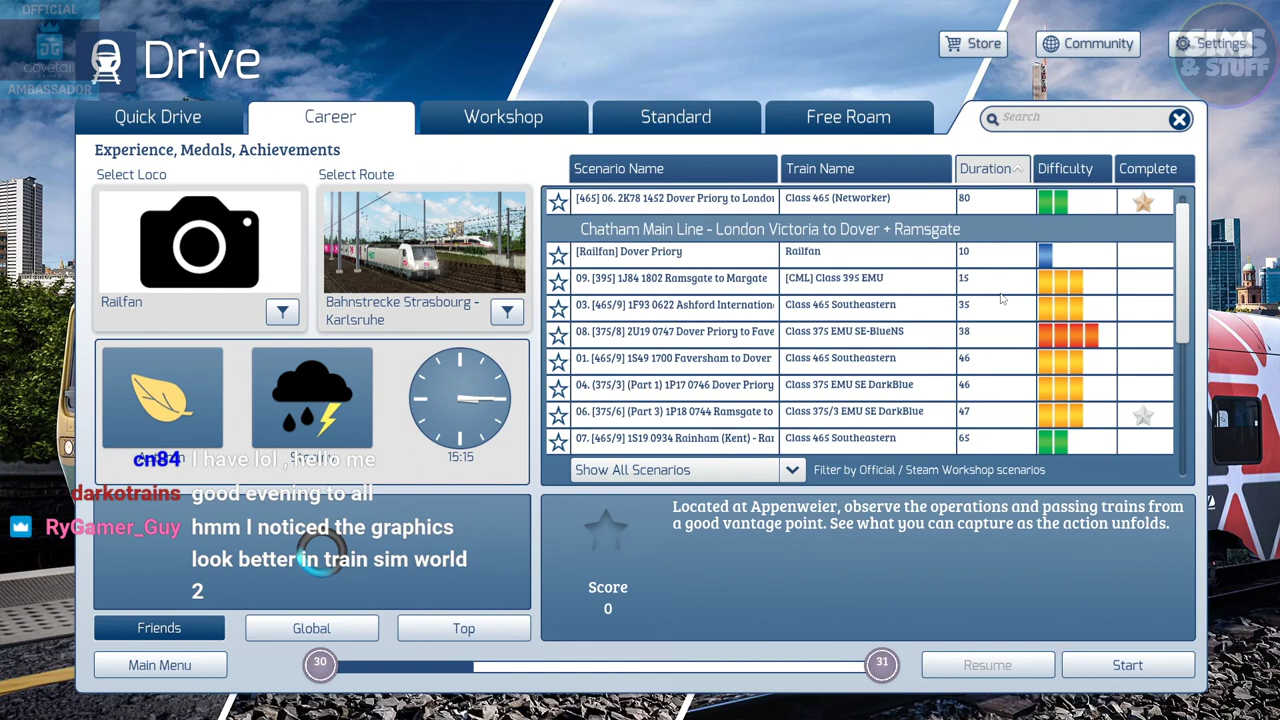 OFFICIAL
dovetail
AMBASSADOR
Drive
Store
Community
Settings
SIMS
& STUFF
Quick Drive
Career
Workshop
Standard
Free Roam
Search
Experience, Medals, Achievements
Select Loco
Select Route
Railfan
Bahnstrecke Strasbourg -
Karlsruhe
Scenario Name
Train Name
Duration
Difficulty
Complete
[465] 06. 2K78 1452 Dover Priory to London
Class 465 (Networker)
80
Chatham Main Line - London Victoria to Dover + Ramsgate
[Railfan] Dover Priory
Railfan
10
09. [395] 1J84 1802 Ramsgate to Margate
[CML] Class 395 EMU
15
03. [465/9] 1F93 0622 Ashford Internation
Class 465 Southeastern
35
08. [375/8] 2U19 0747 Dover Priory to Fave
Class 375 EMU SE-BlueNS
38
01. [465/9] 1S49 1700 Faversham to Dover
Class 465 Southeastern
46
04. [375/3] (Part 1) 1P17 0746 Dover Priory
Class 375 EMU SE DarkBlue
46
06. [375/6] (Part 3) 1P18 0744 Ramsgate to
Class 375/3 EMU SE DarkBlue
47
07. [465/9] 1S19 0934 Rainham (Kent) - Ram
Class 465 Southeastern
65
Show All Scenarios
Filter by Official / Steam Workshop scenarios
15:15
cn84 I have lol , hello me
darkotrains good evening to all
RyGamer_Guy hmm I noticed the graphics
look better in train sim world
2
Located at Appenweier, observe the operations and passing trains from
a good vantage point. See what you can capture as the action unfolds.
Score
0
Friends
Global
Top
Main Menu
30
31
Resume
Start